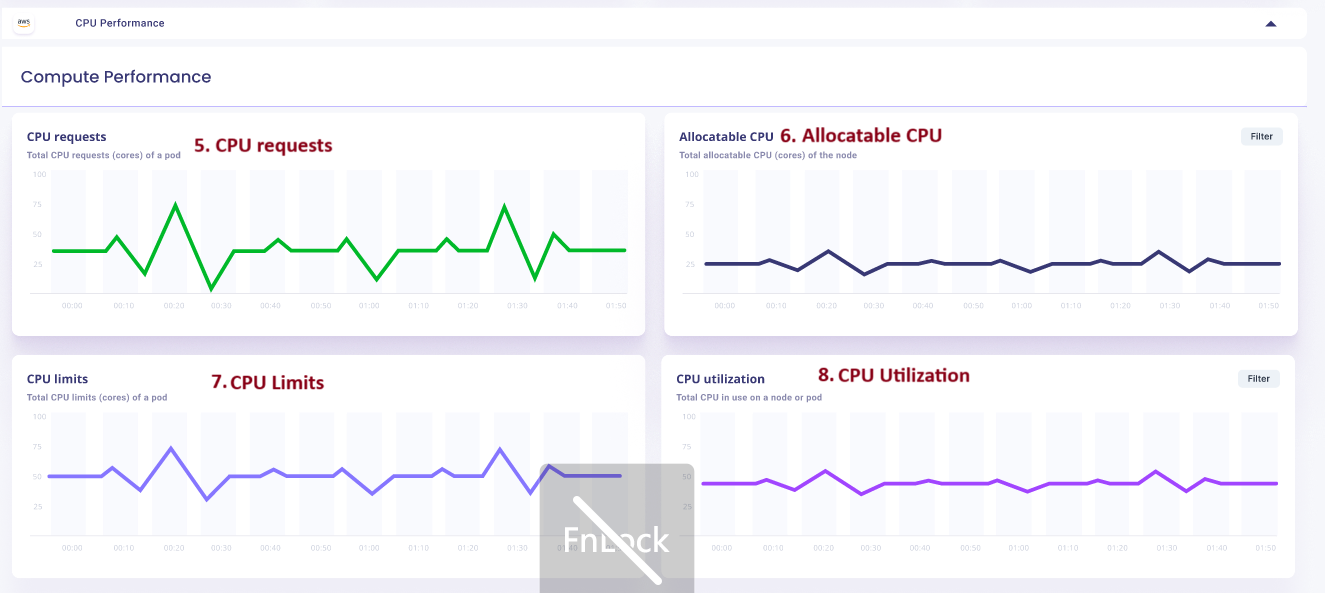 aws
CPU Performance
Compute Performance
CPU requests
5. CPU requests
Total CPU requests (cores) of a pod
100
75
50
25
00:00 00:10 00:20 00:30 00:40 00:50 01:00 01:10 01:20 01:30 01:40 01:50
Allocatable CPU
6. Allocatable CPU
Filter
Total allocatable CPU (cores) of the node
100
75
50
25
00:00 00:10 00:20 00:30 00:40 00:50 01:00 01:10 01:20 01:30 01:40 01:50
CPU limits
7. CPU Limits
Total CPU limits (cores) of a pod
100
75
50
25
00:00 00:10 00:20 00:30 00:40 00:50 01:00 01:10 01:20 01:30 01:40
CPU utilization
8. CPU Utilization
Filter
Total CPU in use on a node or pod
100
75
50
25
00:00 00:10 00:20 00:30 00:40 00:50 01:00 01:10 01:20 01:30 01:40 01:50
FnLock